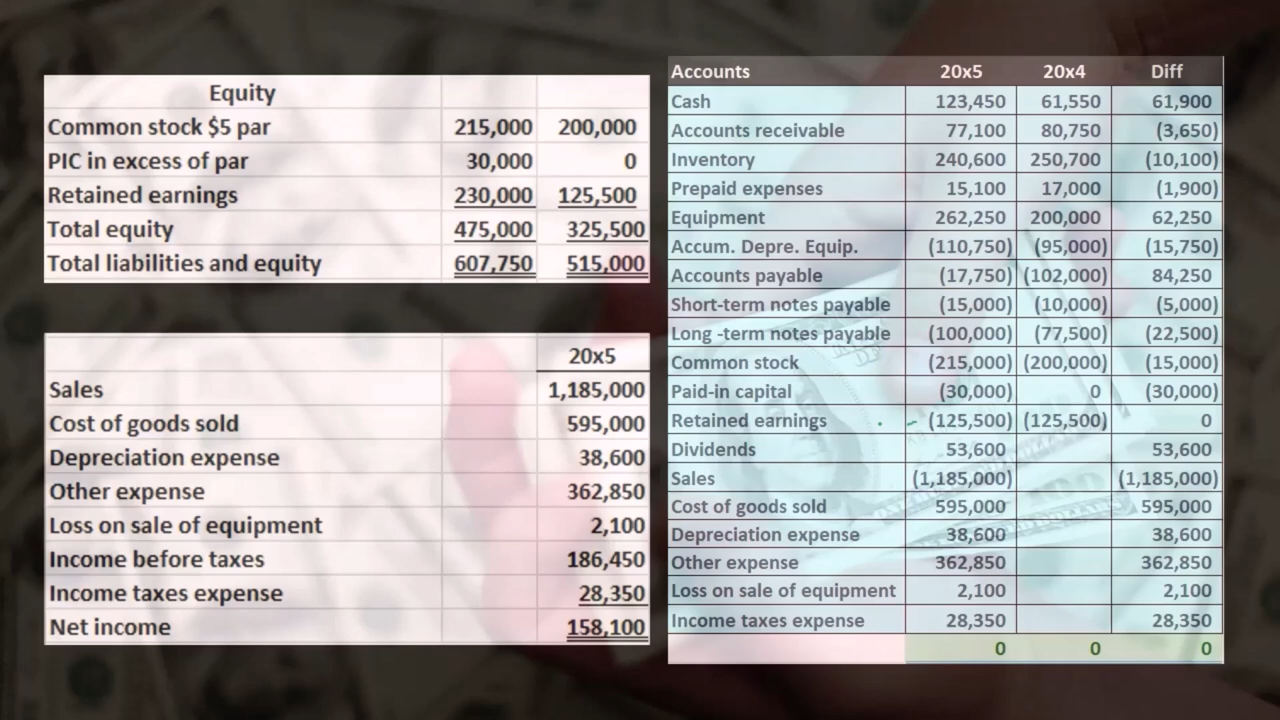 Equity
Common stock $5 par 215,000 200,000
PIC in excess of par 30,000 0
Retained earnings 230,000 125,500
Total equity 475,000 325,500
Total liabilities and equity 607,750 515,000
20x5
Sales 1,185,000
Cost of goods sold 595,000
Depreciation expense 38,600
Other expense 362,850
Loss on sale of equipment 2,100
Income before taxes 186,450
Income taxes expense 28,350
Net income 158,100
Accounts 20x5 20x4 Diff
Cash 123,450 61,550 61,900
Accounts receivable 77,100 80,750 (3,650)
Inventory 240,600 250,700 (10,100)
Prepaid expenses 15,100 17,000 (1,900)
Equipment 262,250 200,000 62,250
Accum. Depre. Equip. (110,750) (95,000) (15,750)
Accounts payable (17,750) (102,000) 84,250
Short-term notes payable (15,000) (10,000) (5,000)
Long -term notes payable (100,000) (77,500) (22,500)
Common stock (215,000) (200,000) (15,000)
Paid-in capital (30,000) 0 (30,000)
Retained earnings (125,500) (125,500) 0
Dividends 53,600 53,600
Sales (1,185,000) (1,185,000)
Cost of goods sold 595,000 595,000
Depreciation expense 38,600 38,600
Other expense 362,850 362,850
Loss on sale of equipment 2,100 2,100
Income taxes expense 28,350 28,350
0 0 0